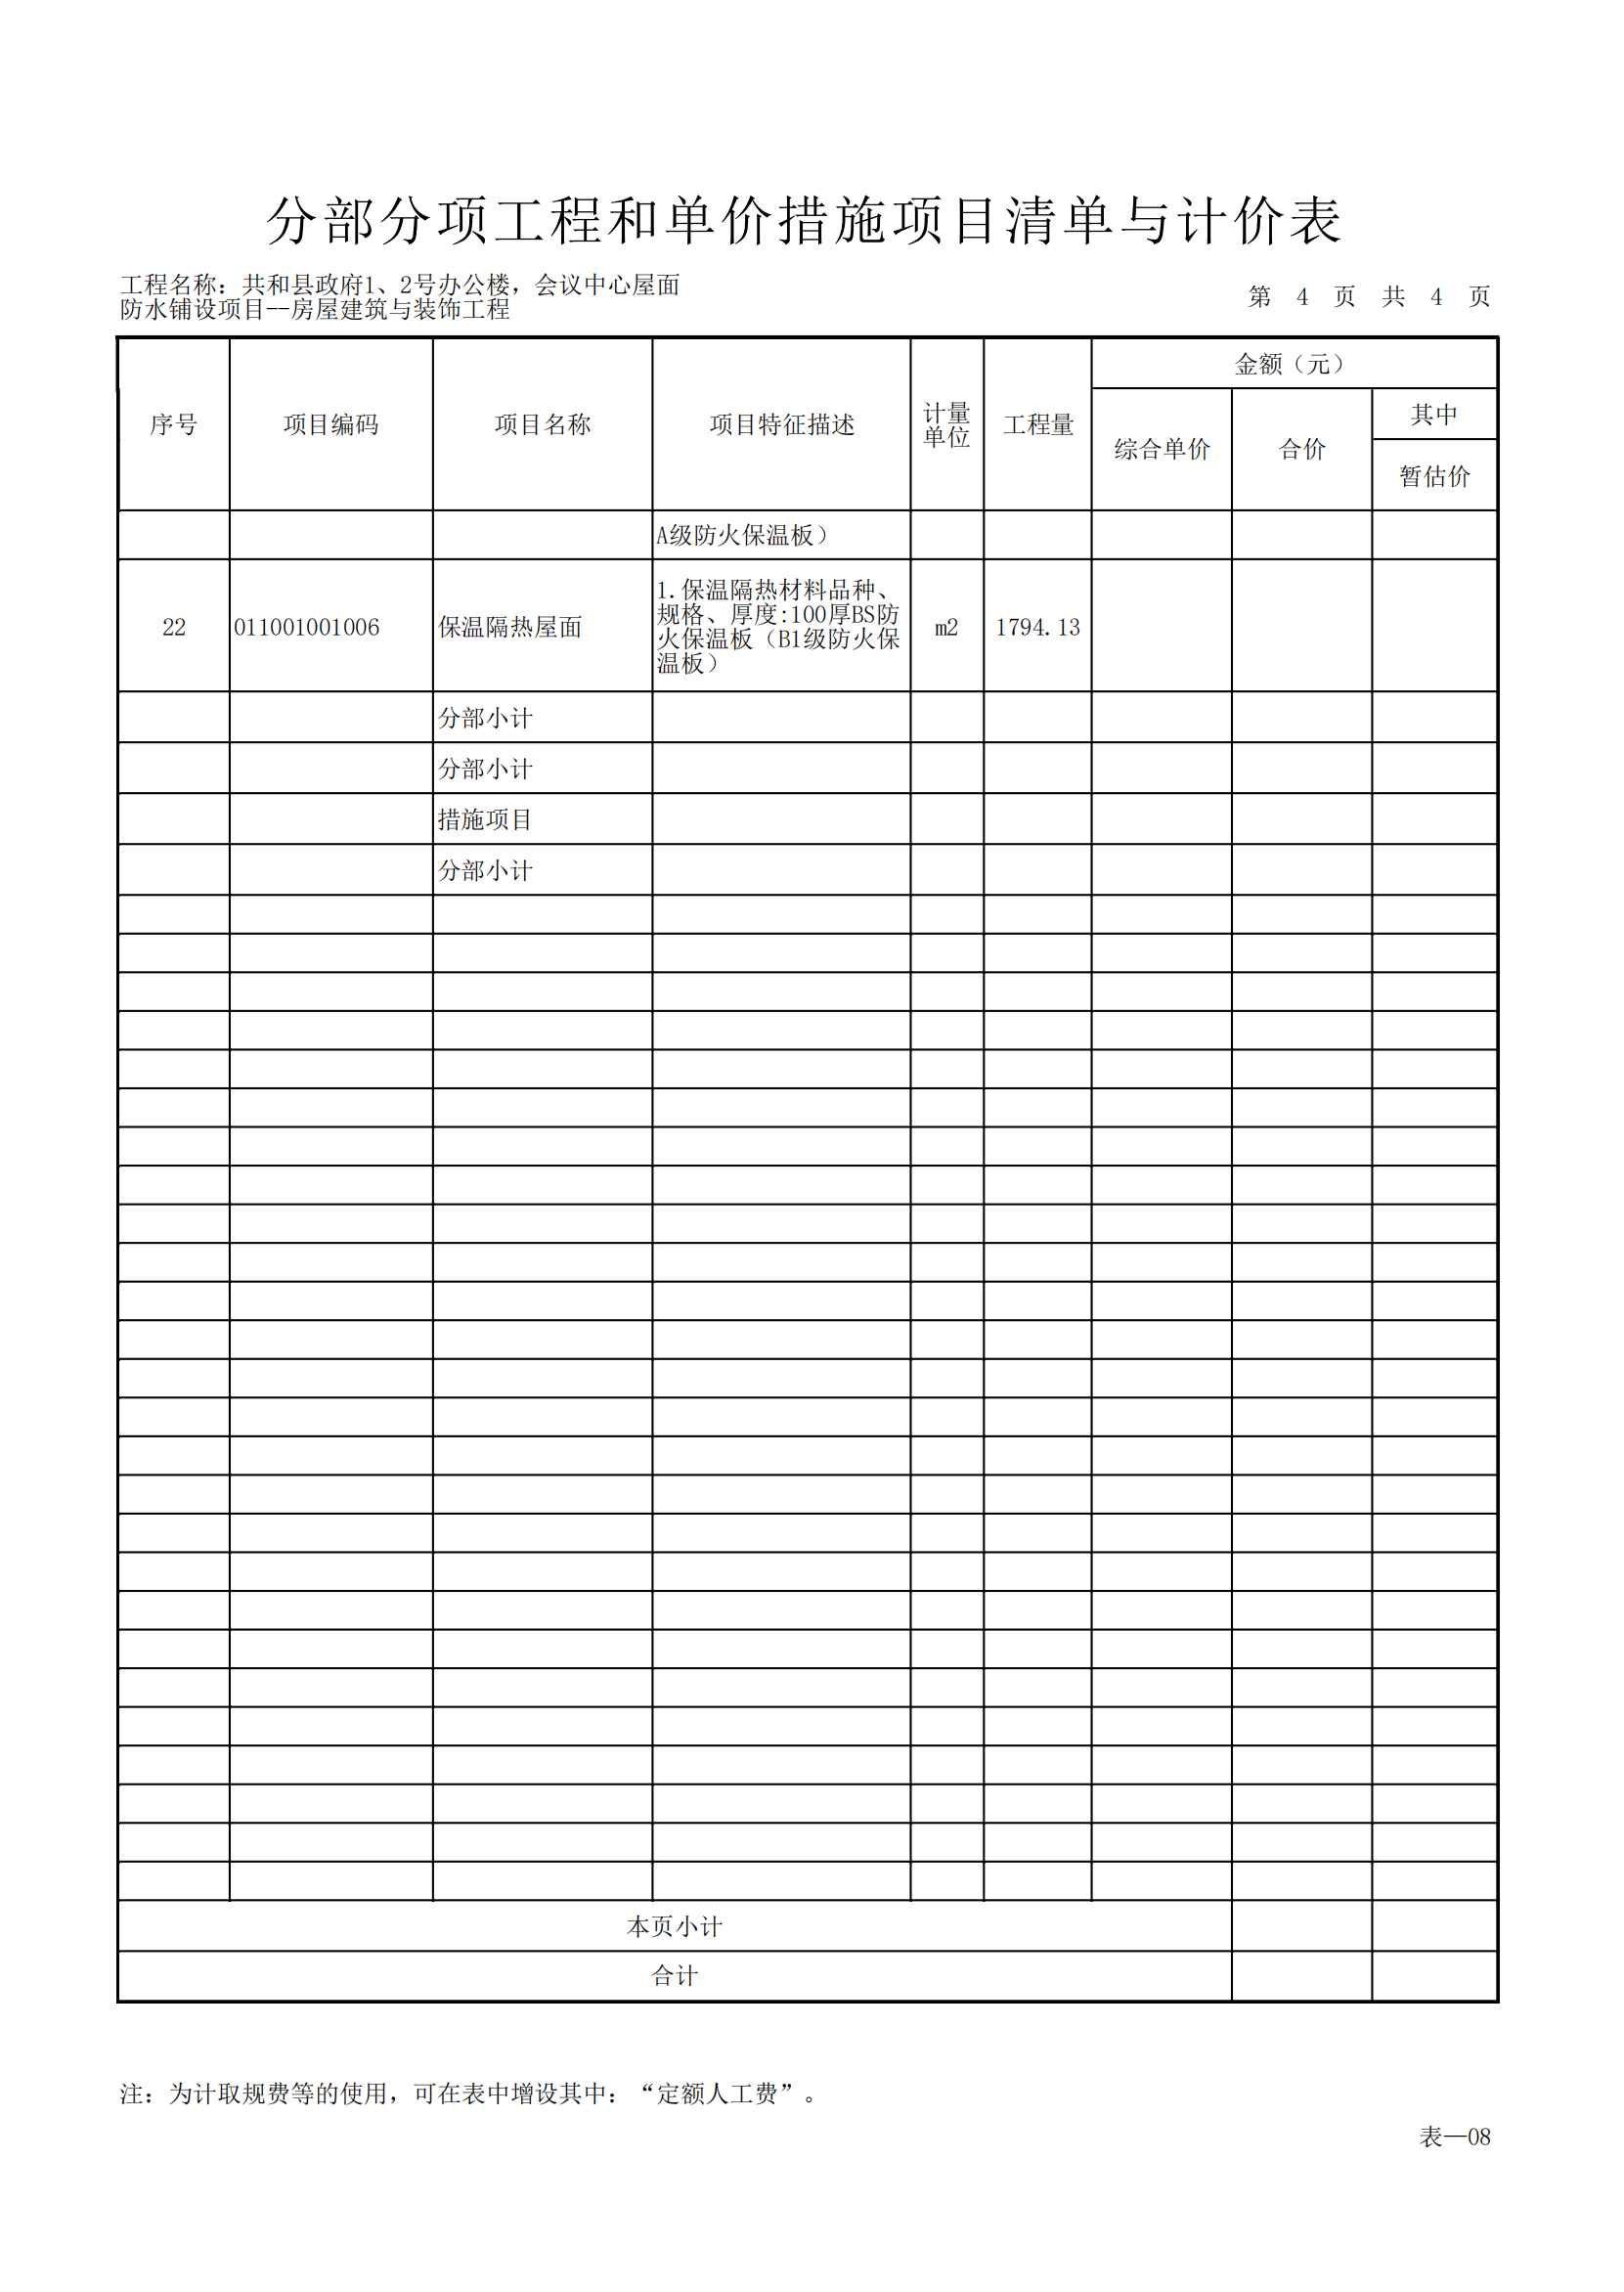 分部分项工程和单价措施项目清单与计价表
工程名称：共和县政府1、2号办公楼，会议中心屋面
防水铺设项目--房屋建筑与装饰工程
第 4 页 共 4 页
金额（元）
序号 项目编码 项目名称 项目特征描述 计量 工程量 综合单价 合价 其中
单位
暂估价
A级防火保温板）
1.保温隔热材料品种、
规格、厚度:100厚BS防
22 011001001006 保温隔热屋面 火保温板（B1级防火保 m2 1794.13
温板）
分部小计
分部小计
措施项目
分部小计
本页小计
合计
注：为计取规费等的使用，可在表中增设其中：“定额人工费”。
表—08